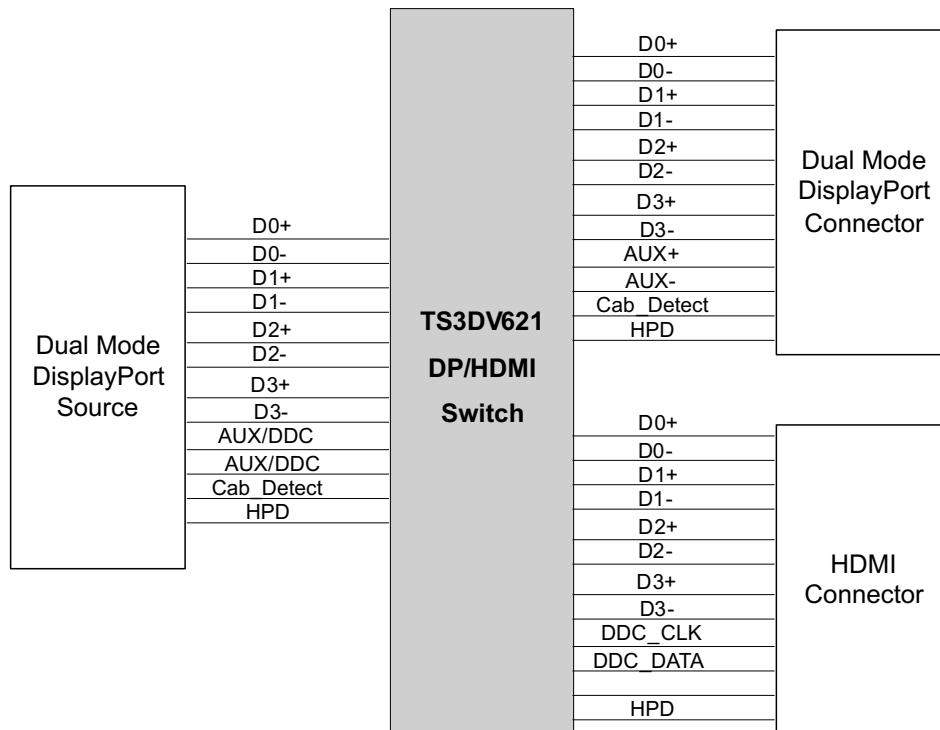 Dual Mode
DisplayPort
Source
D0+
D0-
D1+
D1-
D2+
D2-
D3+
D3-
AUX/DDC
AUX/DDC
Cab_Detect
HPD
TS3DV621
DP/HDMI
Switch
D0+
D0-
D1+
D1-
D2+
D2-
D3+
D3-
AUX+
AUX-
Cab_Detect
HPD
Dual Mode
DisplayPort
Connector
D0+
D0-
D1+
D1-
D2+
D2-
D3+
D3-
DDC_CLK
DDC_DATA
HPD
HDMI
Connector